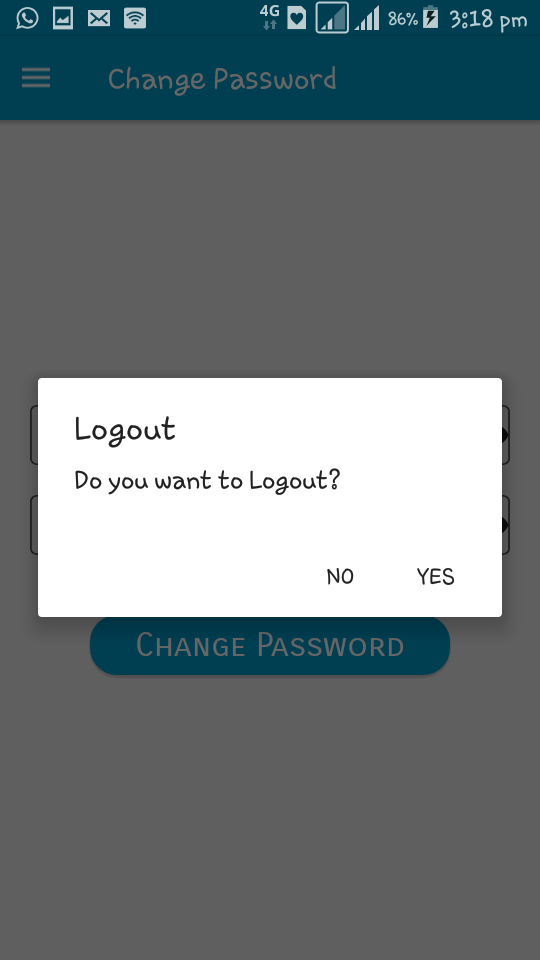 4G 86% 3:18 pm
Change Password
Logout
Do you want to Logout?
NO YES
CHANGE PASSWORD